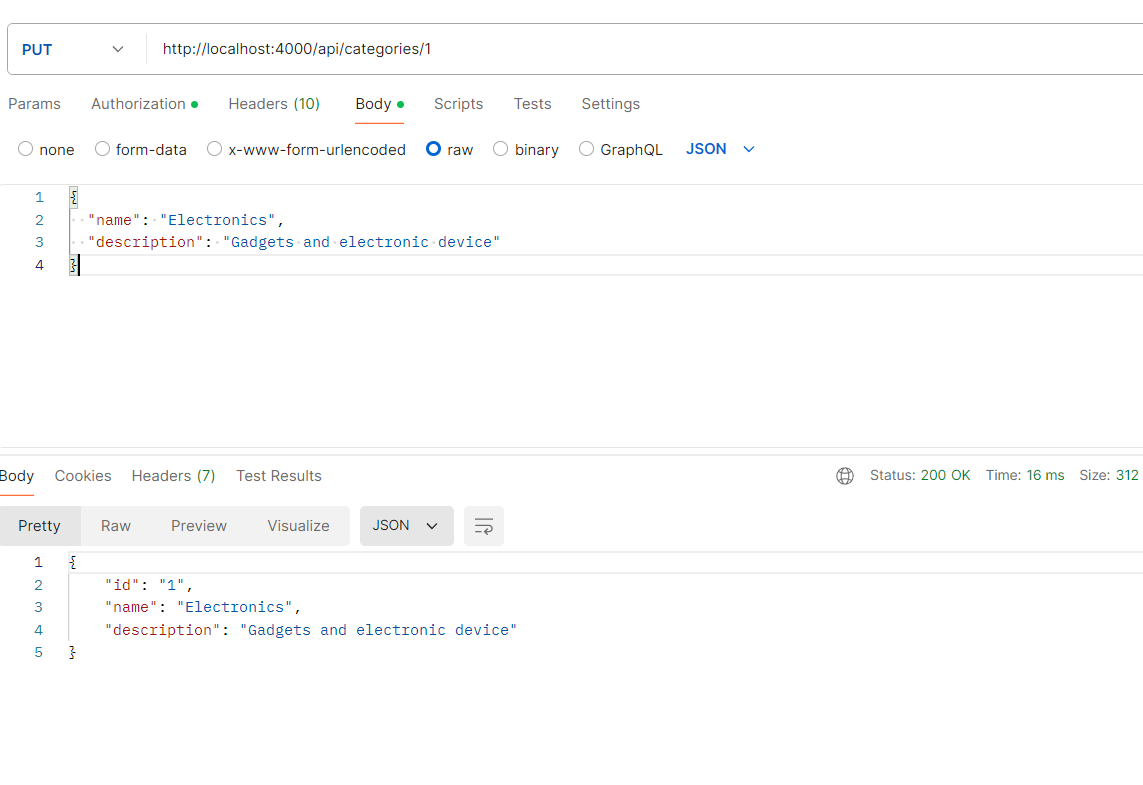 PUT http://localhost:4000/api/categories/1
Params Authorization Headers (10) Body Scripts Tests Settings
none form-data x-www-form-urlencoded raw binary GraphQL JSON
1 {
2 "name": "Electronics",
3 "description": "Gadgets and electronic device"
4 }
Body Cookies Headers (7) Test Results Status: 200 OK Time: 16 ms Size: 312
Pretty Raw Preview Visualize JSON
1 {
2 "id": "1",
3 "name": "Electronics",
4 "description": "Gadgets and electronic device"
5 }